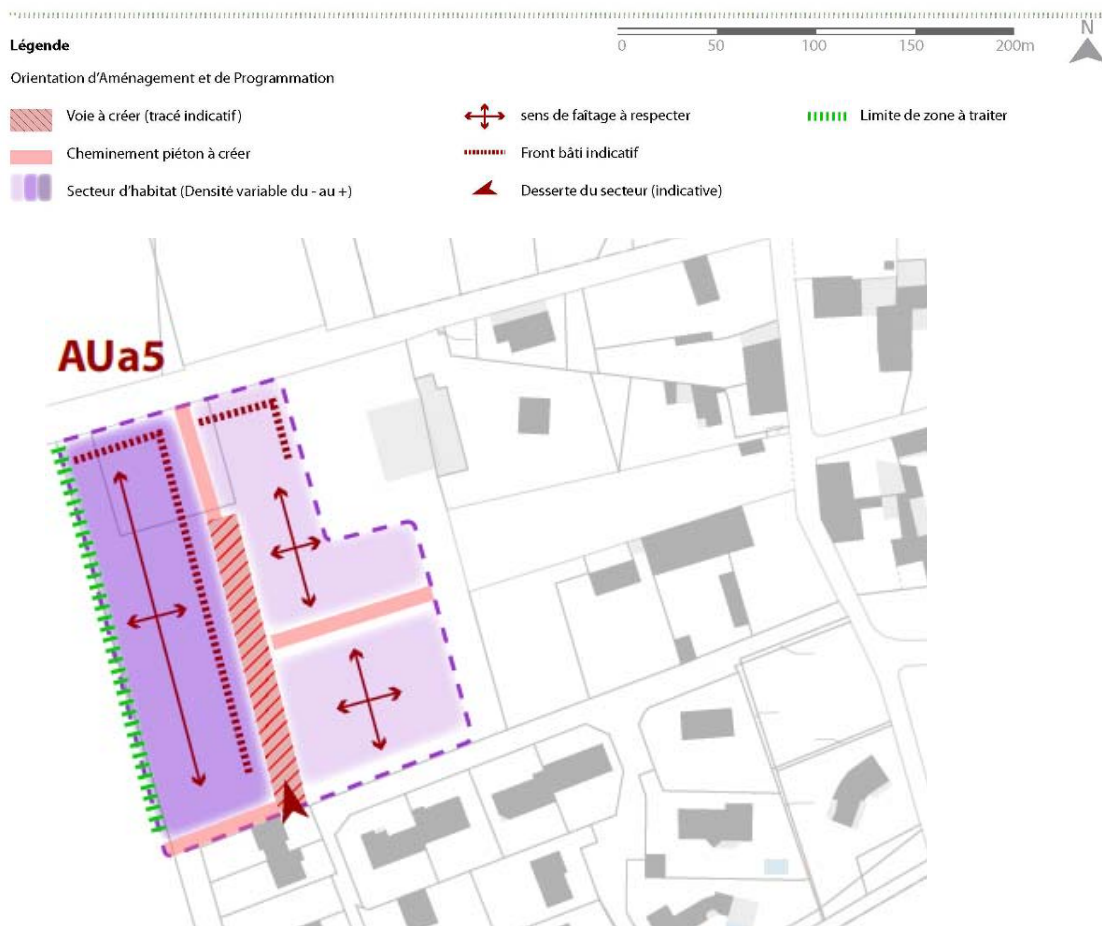 Légende
0 50 100 150 200m
N
Orientation d'Aménagement et de Programmation
Voie à créer (tracé indicatif)
sens de faîtage à respecter
Limite de zone à traiter
Cheminement piéton à créer
Front bâti indicatif
Secteur d'habitat (Densité variable du - au +)
Desserte du secteur (indicative)
AUa5